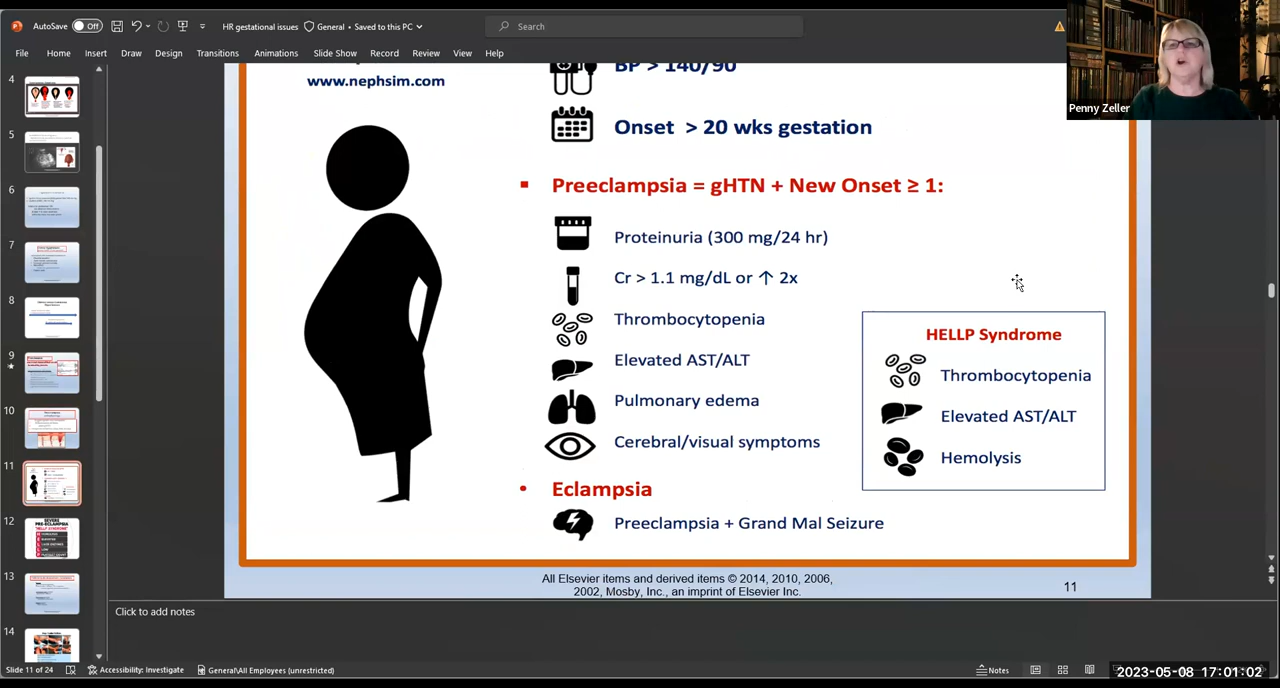 AutoSave Off HR gestational issues General • Saved to this PC Search
File Home Insert Draw Design Transitions Animations Slide Show Record Review View Help
Penny Zeller
www.nephsim.com
BP > 140/90
Onset > 20 wks gestation
Preeclampsia = gHTN + New Onset ≥ 1:
Proteinuria (300 mg/24 hr)
Cr > 1.1 mg/dL or ↑ 2x
Thrombocytopenia
Elevated AST/ALT
Pulmonary edema
Cerebral/visual symptoms
HELLP Syndrome
Thrombocytopenia
Elevated AST/ALT
Hemolysis
• Eclampsia
Preeclampsia + Grand Mal Seizure
All Elsevier items and derived items © 2014, 2010, 2006,
2002, Mosby, Inc., an imprint of Elsevier Inc.
11
4
5
6
7
8
9
10
11
12
SEVERE
PRE-ECLAMPSIA
"HELLP SYNDROME"
13
14
Click to add notes
Slide 11 of 24 Accessibility: Investigate General\All Employees (unrestricted) Notes
2023-05-08 17:01:02